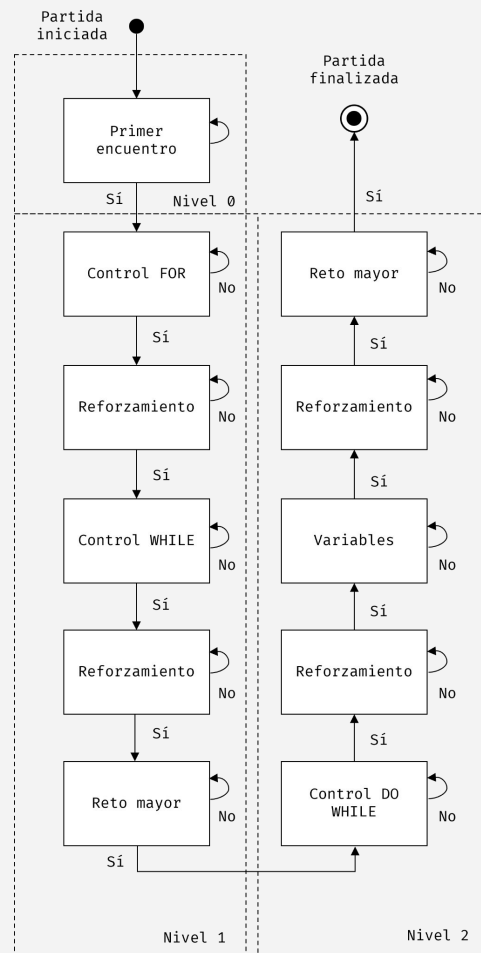 Partida
iniciada
Primer
encuentro
Sí
Nivel 0
Control FOR
No
Sí
Reforzamiento
No
Sí
Control WHILE
No
Sí
Reforzamiento
No
Sí
Reto mayor
No
Sí
Nivel 1
Control DO
WHILE
No
Sí
Reforzamiento
No
Sí
Variables
No
Sí
Reforzamiento
No
Sí
Reto mayor
No
Sí
Partida
finalizada
Nivel 2